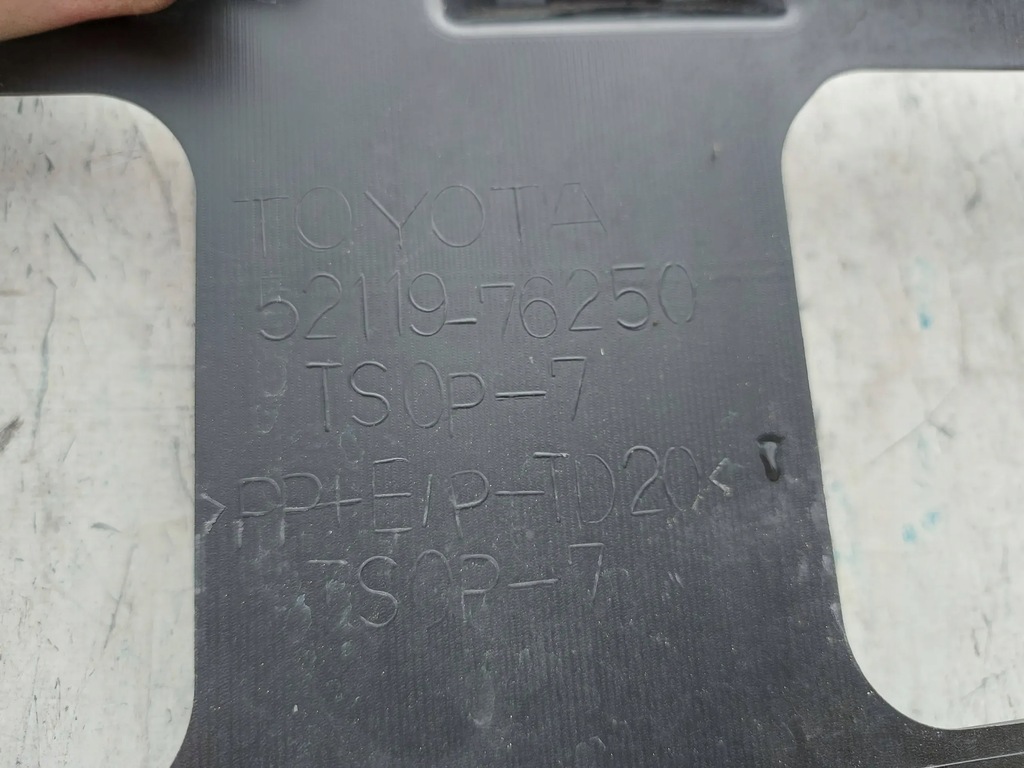 TOYOTA
52119-76250
TSOP-7
>PP+E/P-TD20<
TSOP-7